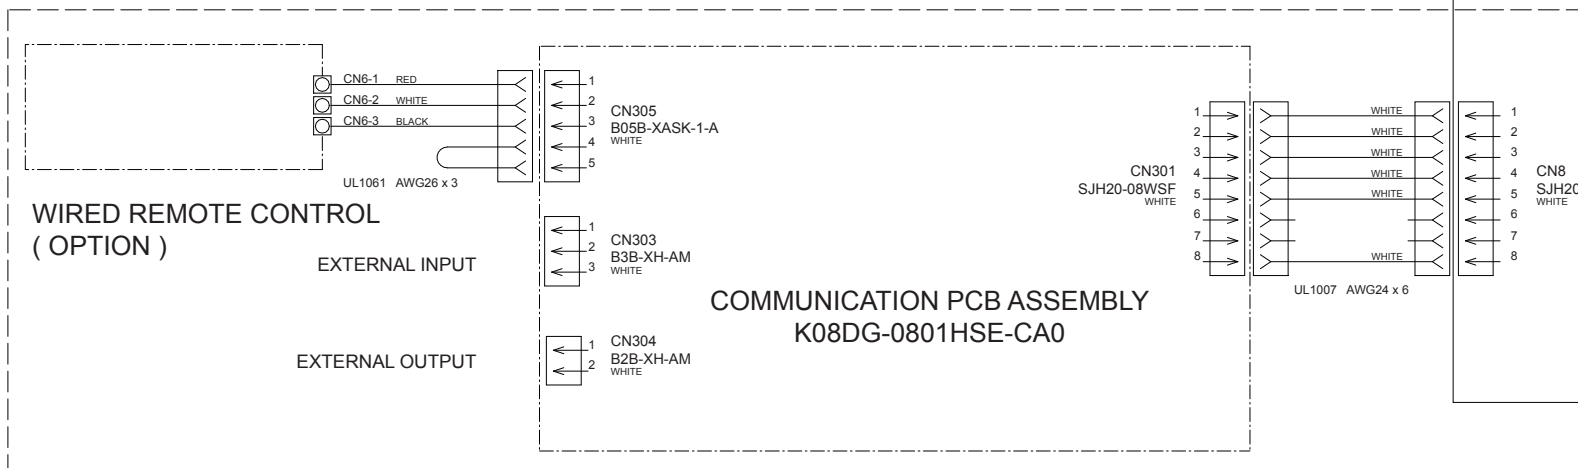 CN6-1 RED
CN6-2 WHITE
CN6-3 BLACK
UL1061 AWG26 x 3
WIRED REMOTE CONTROL
( OPTION )
1
2
3
4
5
CN305
B05B-XASK-1-A
WHITE
EXTERNAL INPUT
1
2
3
CN303
B3B-XH-AM
WHITE
EXTERNAL OUTPUT
1
2
CN304
B2B-XH-AM
WHITE
COMMUNICATION PCB ASSEMBLY
K08DG-0801HSE-CA0
CN301
SJH20-08WSF
WHITE
1
2
3
4
5
6
7
8
WHITE
WHITE
WHITE
WHITE
WHITE
WHITE
UL1007 AWG24 x 6
1
2
3
4
5
6
7
8
CN8
SJH20
WHITE